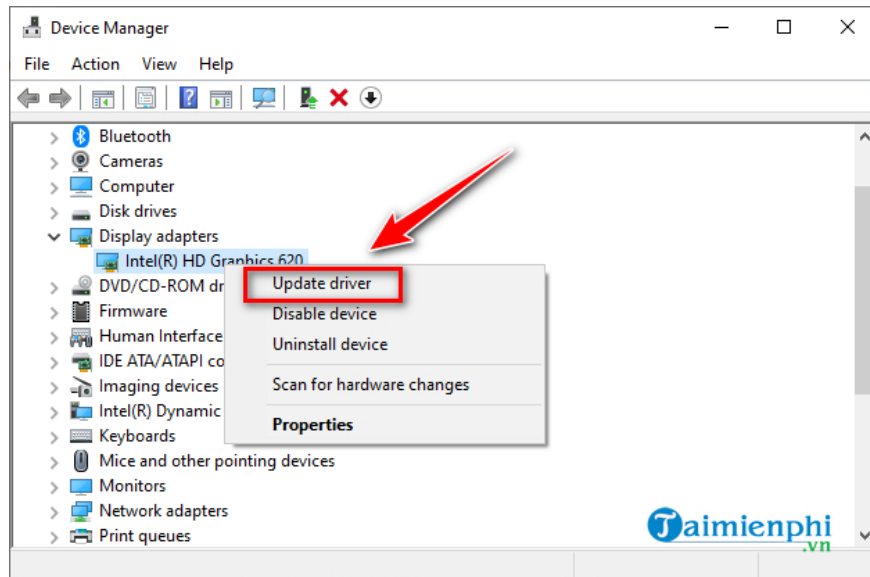 Device Manager
File Action View Help
Bluetooth
Cameras
Computer
Disk drives
Display adapters
Intel(R) HD Graphics 620
DVD/CD-ROM dr
Update driver
Firmware
Disable device
Human Interface
Uninstall device
IDE ATA/ATAPI co
Imaging devices
Scan for hardware changes
Intel(R) Dynamic
Properties
Keyboards
Mice and other pointing devices
Monitors
Network adapters
Print queues
Taimienphi
.vn